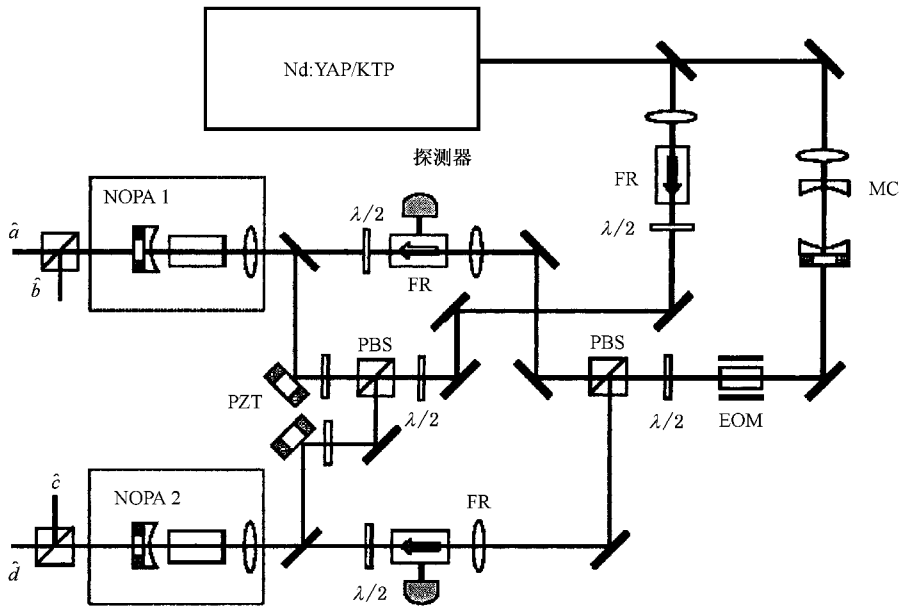 Nd:YAP/KTP
探测器
FR
MC
λ/2
NOPA 1
λ/2
â
b̂
FR
PBS
PBS
PZT
λ/2
λ/2
EOM
ĉ
NOPA 2
FR
d̂
λ/2